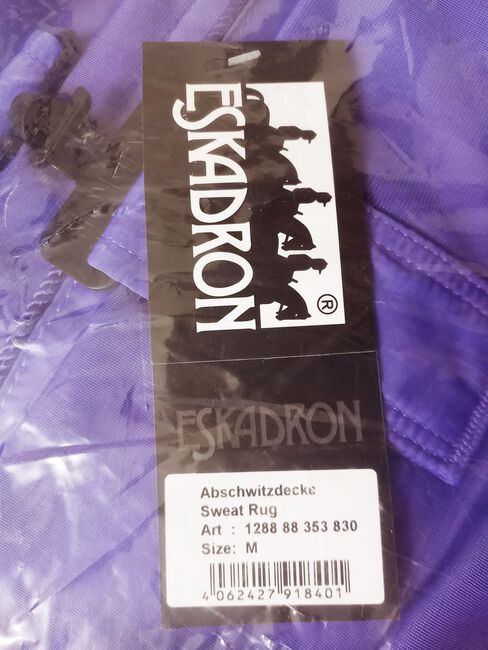 ESKADRON
®
ESKADRON
Abschwitzdecke
Sweat Rug
Art : 1288 88 353 830
Size: M
4 062427 918401